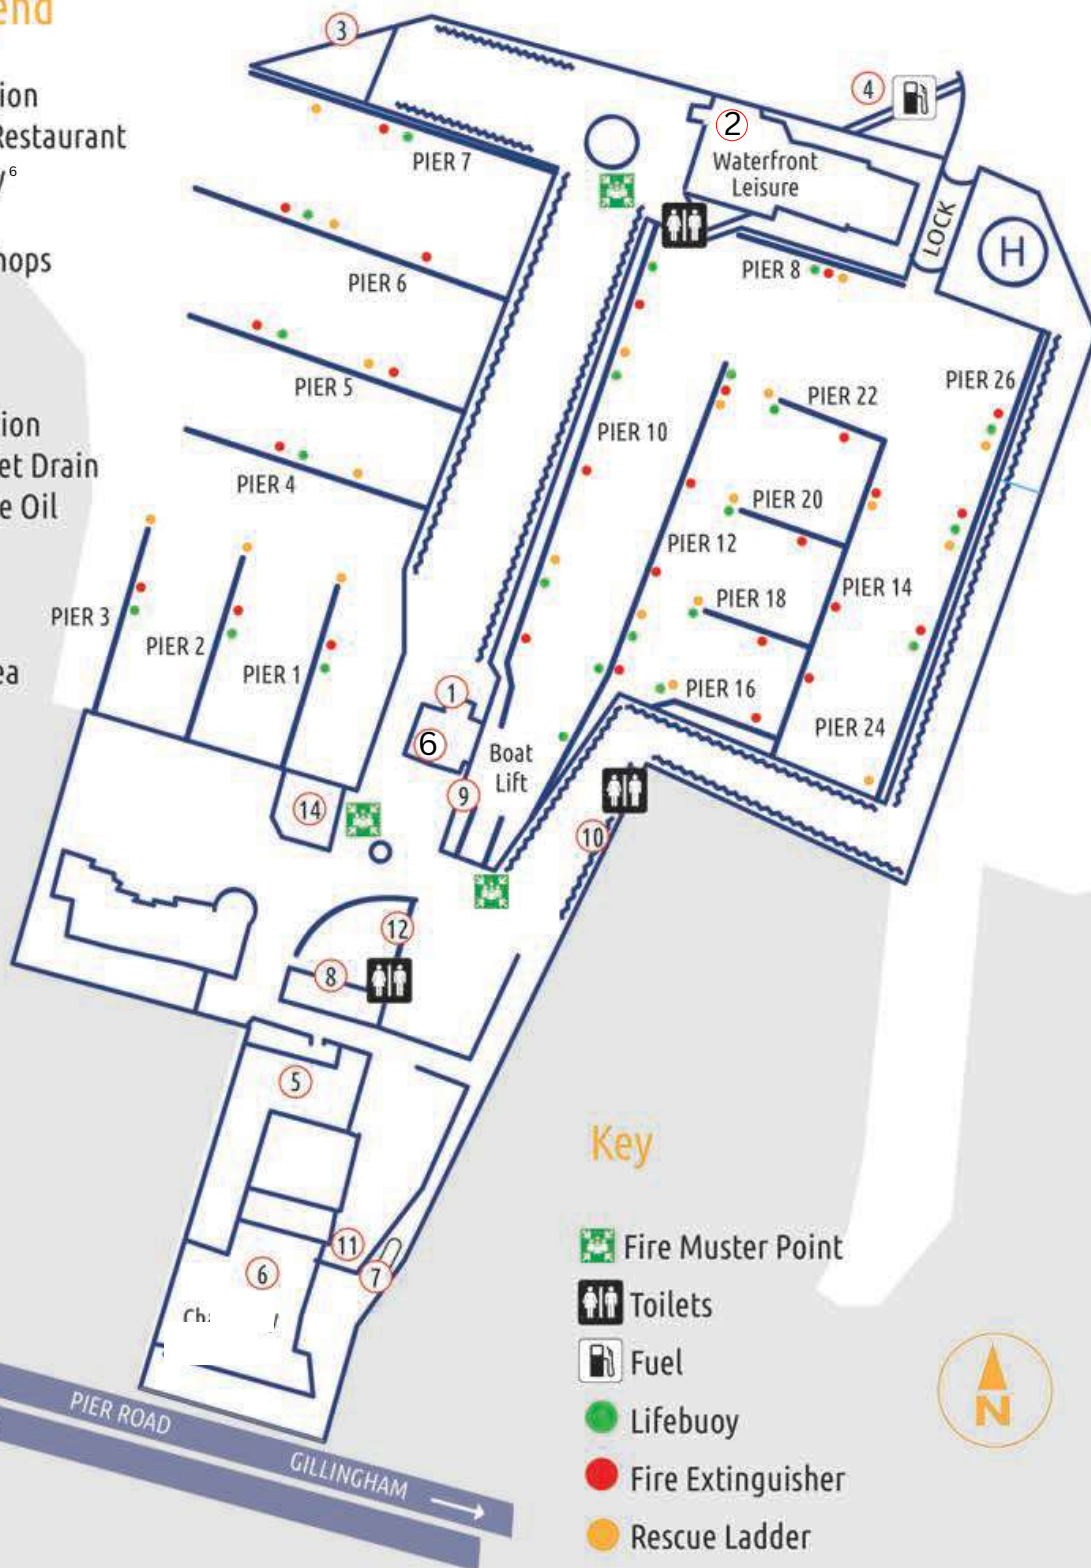 end
ion
Restaurant
y⁶
hops
ion
et Drain
e Oil
ea
3
4
2
Waterfront
Leisure
PIER 7
LOCK
H
PIER 8
PIER 6
PIER 26
PIER 5
PIER 22
PIER 10
PIER 4
PIER 20
PIER 12
PIER 14
PIER 18
PIER 3
PIER 2
PIER 1
PIER 16
1
6
Boat
Lift
PIER 24
9
14
10
12
8
5
11
6
7
Ch
PIER ROAD
GILLINGHAM
Key
Fire Muster Point
Toilets
Fuel
Lifebuoy
Fire Extinguisher
Rescue Ladder
N